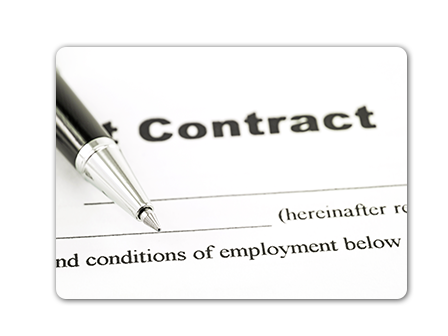 t Contract
(hereinafter r
nd conditions of employment below